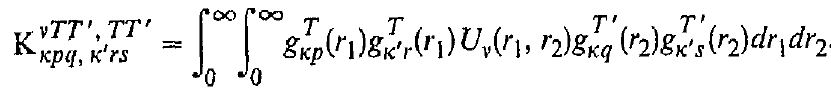 K^{νTT', TT'}_{κpq, κ'rs} = ∫_0^∞ ∫_0^∞ g^T_{κp}(r_1) g^T_{κ'r}(r_1) U_ν(r_1, r_2) g^{T'}_{κq}(r_2) g^{T'}_{κ's}(r_2) dr_1 dr_2.